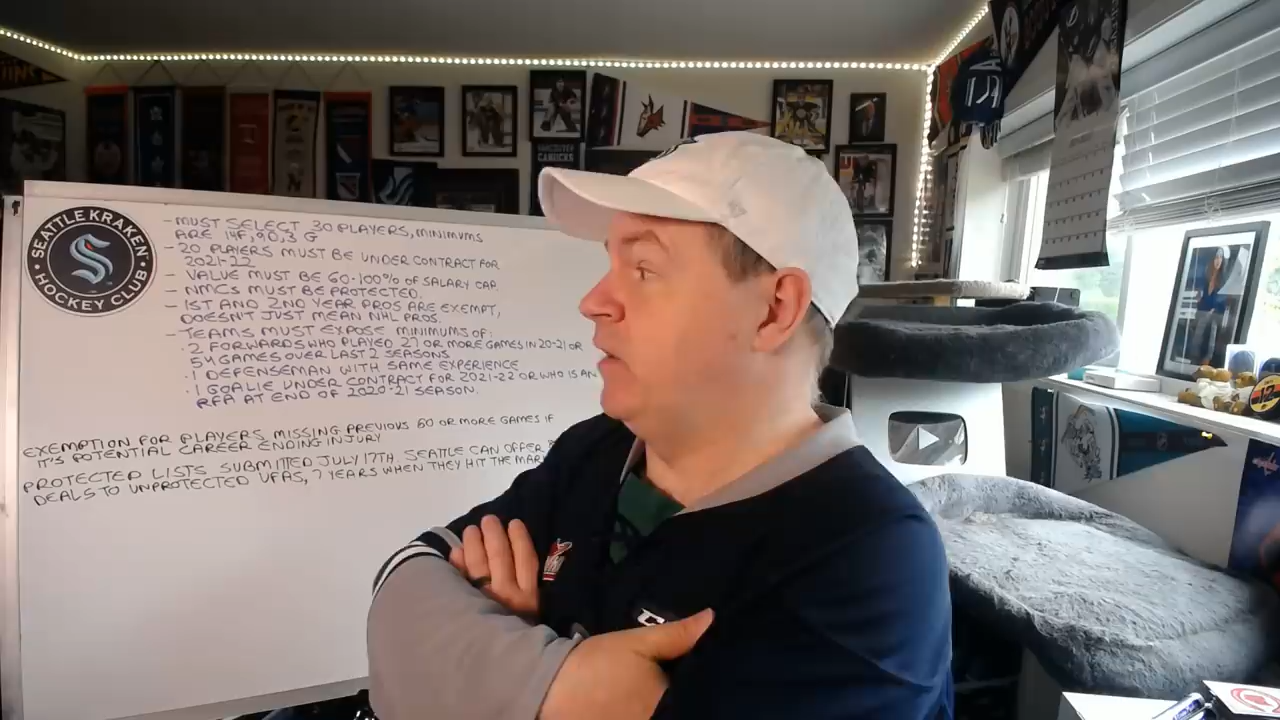 SEATTLE KRAKEN
HOCKEY CLUB
- MUST SELECT 30 PLAYERS, MINIMUMS
ARE 14F, 9D, 3 G
- 20 PLAYERS MUST BE UNDER CONTRACT FOR
2021-22
- VALUE MUST BE 60-100% OF SALARY CAP
- NMCS MUST BE PROTECTED.
- 1ST AND 2ND YEAR PROS ARE EXEMPT,
DOESN'T JUST MEAN NHL PROS.
- TEAMS MUST EXPOSE MINIMUMS OF:
· 2 FORWARDS WHO PLAYED 27 OR MORE GAMES IN 20-21 OR
54 GAMES OVER LAST 2 SEASONS
· 1 DEFENSEMAN WITH SAME EXPERIENCE
· 1 GOALIE UNDER CONTRACT FOR 2021-22 OR WHO IS AN
RFA AT END OF 2020-21 SEASON.
EXEMPTION FOR PLAYERS MISSING PREVIOUS 60 OR MORE GAMES IF
IT'S POTENTIAL CAREER ENDING INJURY
PROTECTED LISTS SUBMITTED JULY 17TH. SEATTLE CAN OFFER
DEALS TO UNPROTECTED UFAS, 7 YEARS WHEN THEY HIT THE
VANCOUVER
CANUCKS
12